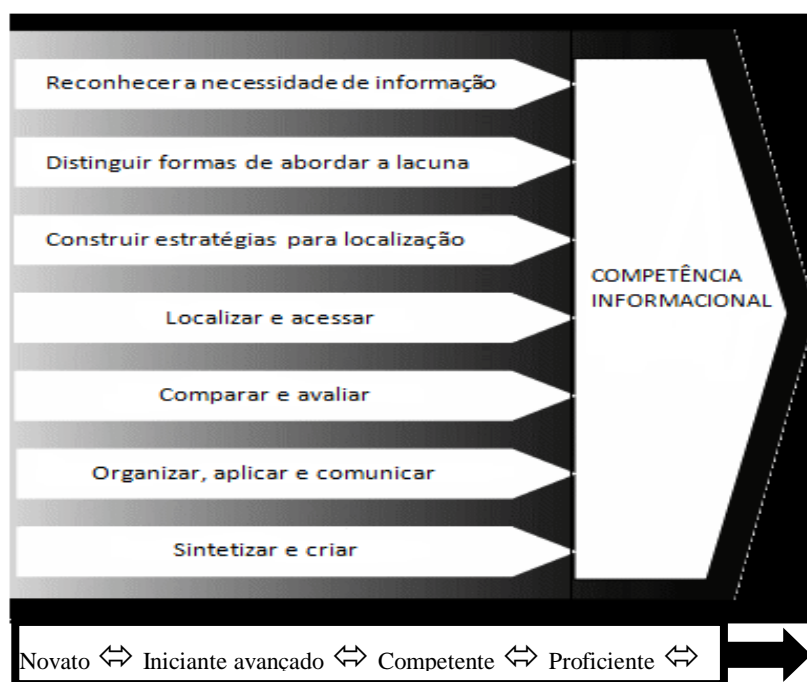 Reconhecer a necessidade de informação
Distinguir formas de abordar a lacuna
Construir estratégias para localização
Localizar e acessar
Comparar e avaliar
Organizar, aplicar e comunicar
Sintetizar e criar
COMPETÊNCIA
INFORMACIONAL
Novato ⇔ Iniciante avançado ⇔ Competente ⇔ Proficiente ⇔